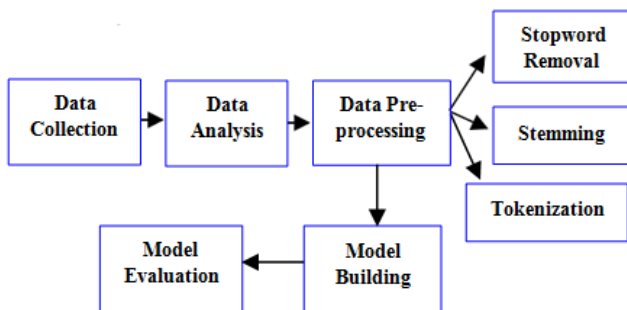 Stopword
Removal
Data
Collection
Data
Analysis
Data Pre-
processing
Stemming
Tokenization
Model
Evaluation
Model
Building